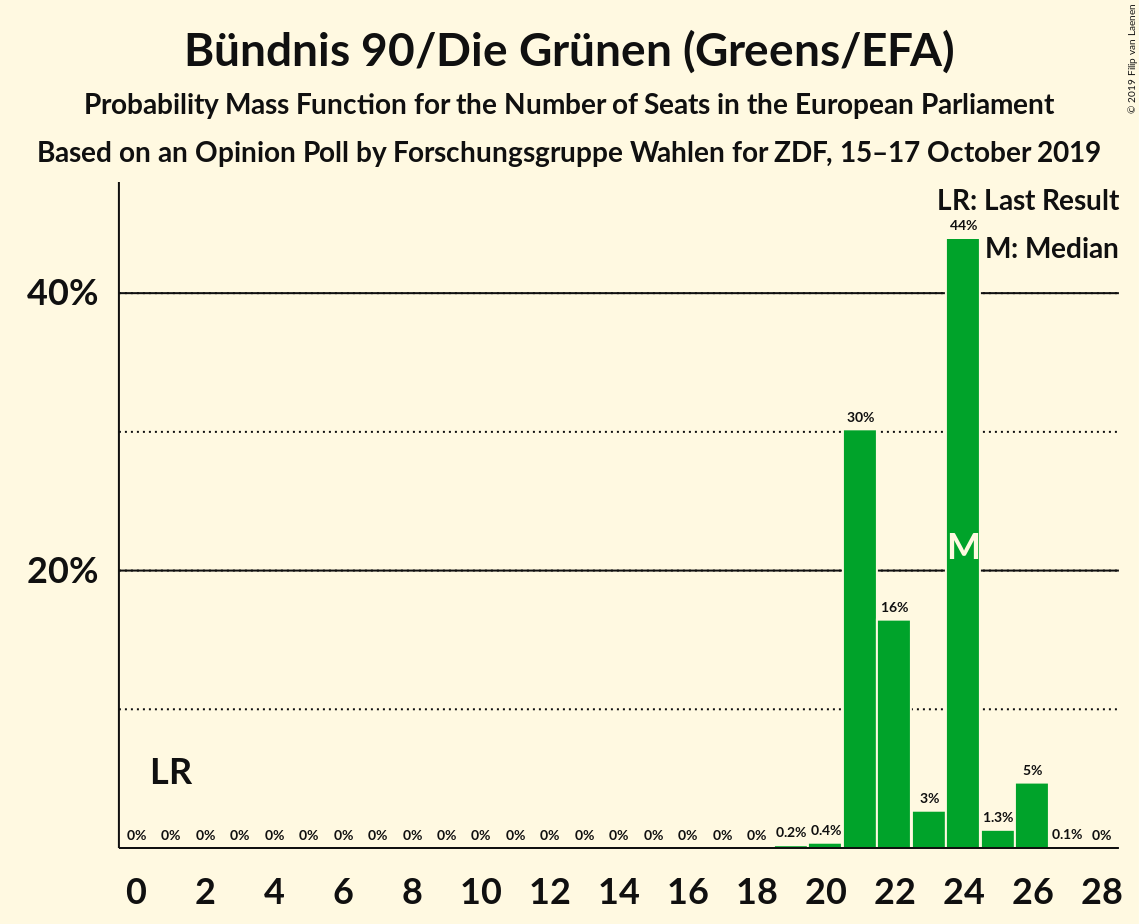 Bündnis 90/Die Grünen (Greens/EFA)
Probability Mass Function for the Number of Seats in the European Parliament
Based on an Opinion Poll by Forschungsgruppe Wahlen for ZDF, 15–17 October 2019
© 2019 Filip van Laenen
LR: Last Result
M: Median
44%
40%
30%
M
20%
16%
LR
5%
3%
1.3%
0% 0% 0% 0% 0% 0% 0% 0% 0% 0% 0% 0% 0% 0% 0% 0% 0% 0% 0% 0.2% 0.4% 0.1% 0%
0 2 4 6 8 10 12 14 16 18 20 22 24 26 28